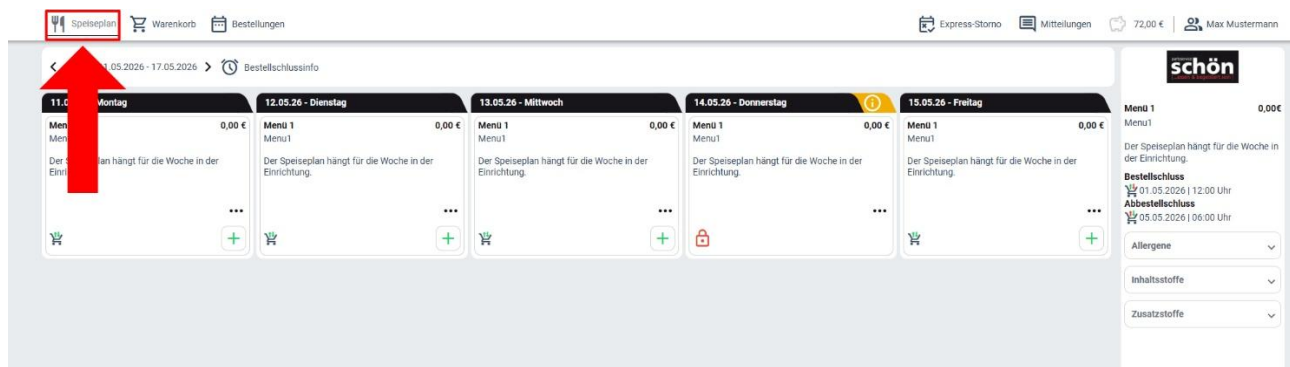 Speiseplan Warenkorb Bestellungen Express-Storno Mitteilungen 72,00 € Max Mustermann
1.05.2026 - 17.05.2026 Bestellschlussinfo
schön
11.0 Montag
Men 0,00 €
Men
Der S lan hängt für die Woche in der
Einri
12.05.26 - Dienstag
Menü 1 0,00 €
Menu1
Der Speiseplan hängt für die Woche in der
Einrichtung.
13.05.26 - Mittwoch
Menü 1 0,00 €
Menu1
Der Speiseplan hängt für die Woche in der
Einrichtung.
14.05.26 - Donnerstag
Menü 1 0,00 €
Menu1
Der Speiseplan hängt für die Woche in der
Einrichtung.
15.05.26 - Freitag
Menü 1 0,00 €
Menu1
Der Speiseplan hängt für die Woche in der
Einrichtung.
Menü 1 0,00€
Menu1
Der Speiseplan hängt für die Woche in
der Einrichtung.
Bestellschluss
01.05.2026 | 12:00 Uhr
Abbestellschluss
05.05.2026 | 06:00 Uhr
Allergene
Inhaltsstoffe
Zusatzstoffe